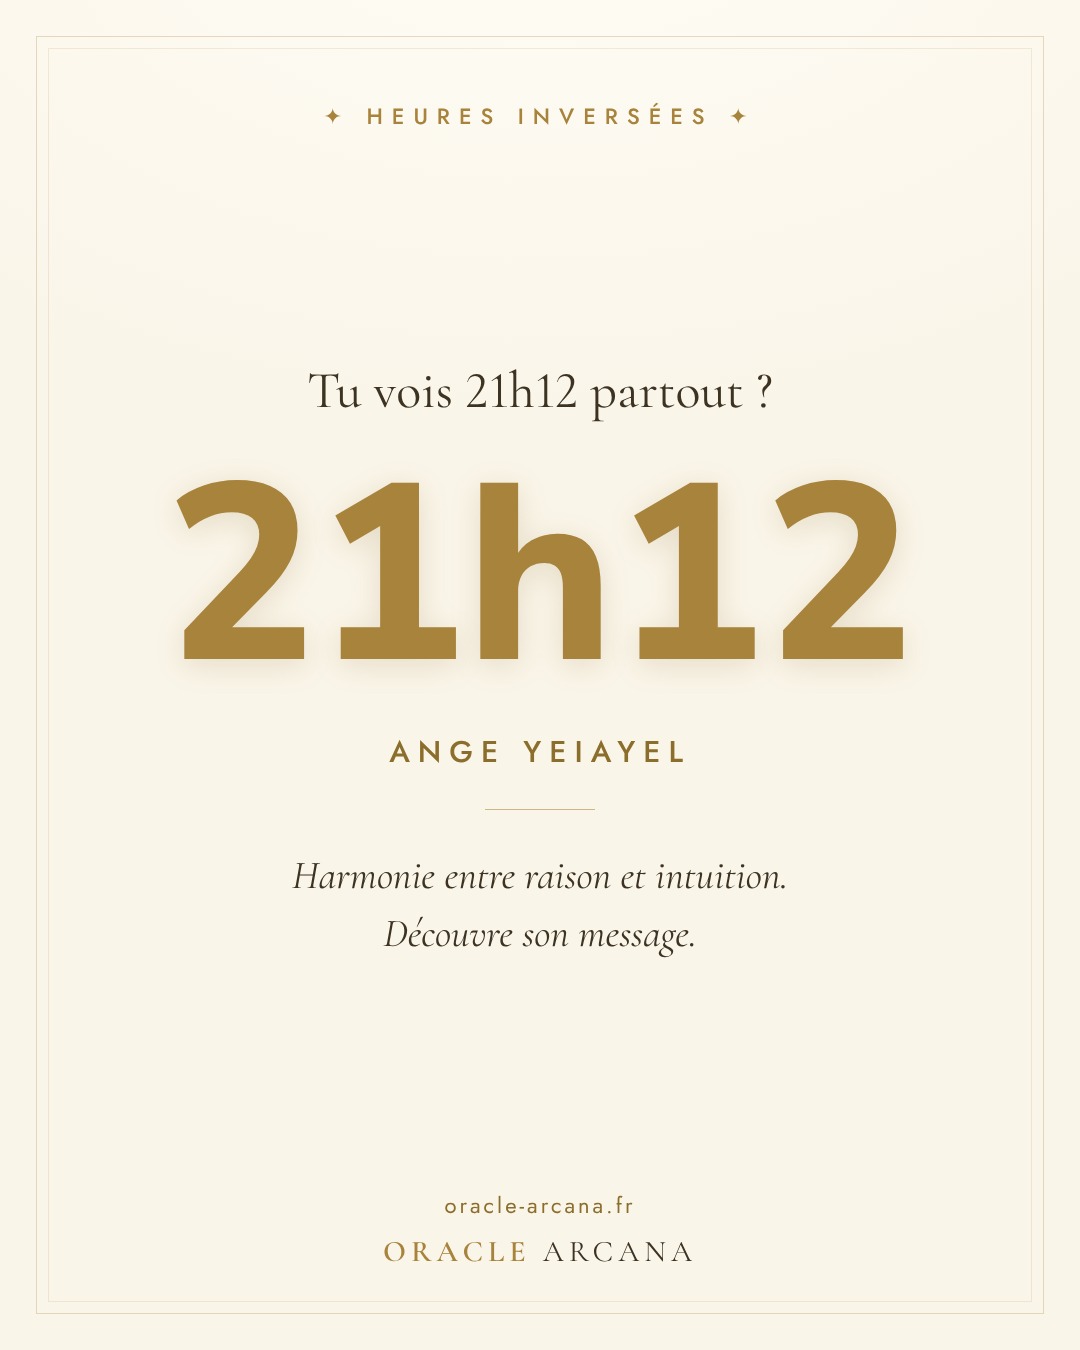 ✦ HEURES INVERSÉES ✦
Tu vois 21h12 partout ?
21h12
ANGE YEIAYEL
Harmonie entre raison et intuition.
Découvre son message.
oracle-arcana.fr
ORACLE ARCANA